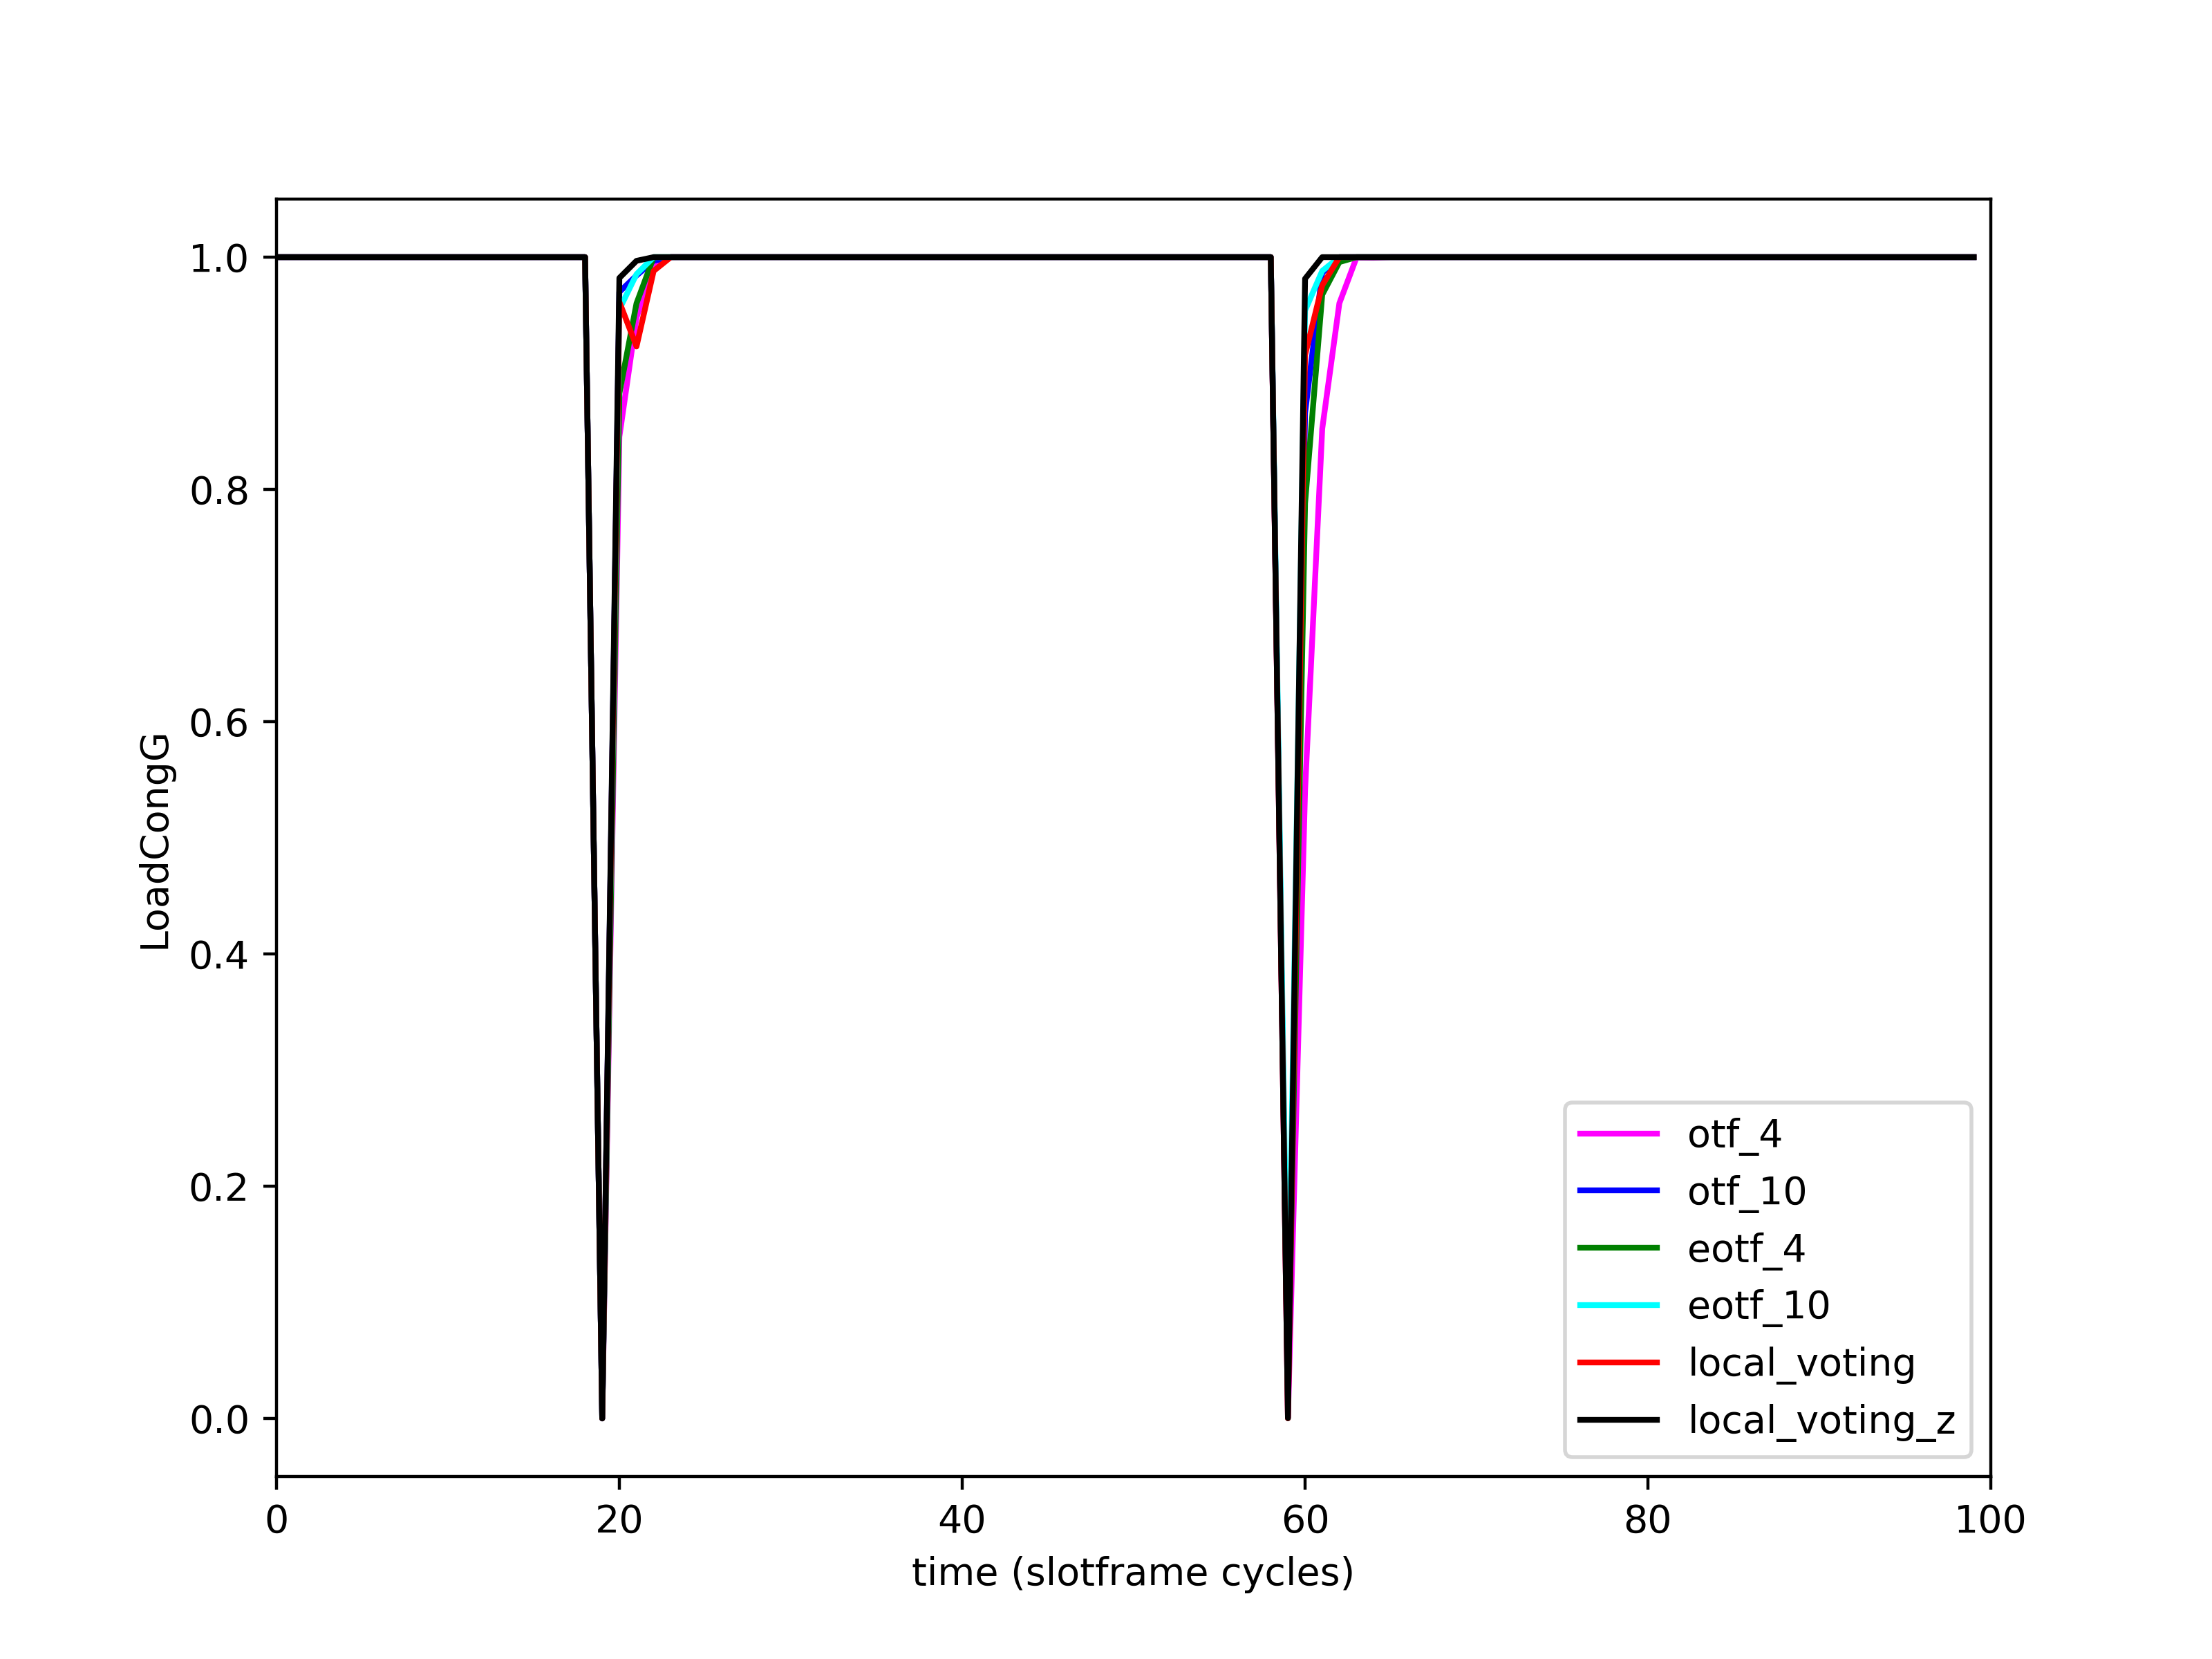 LoadCongG
1.0
0.8
0.6
0.4
0.2
0.0
0 20 40 60 80 100
time (slotframe cycles)
otf_4
otf_10
eotf_4
eotf_10
local_voting
local_voting_z